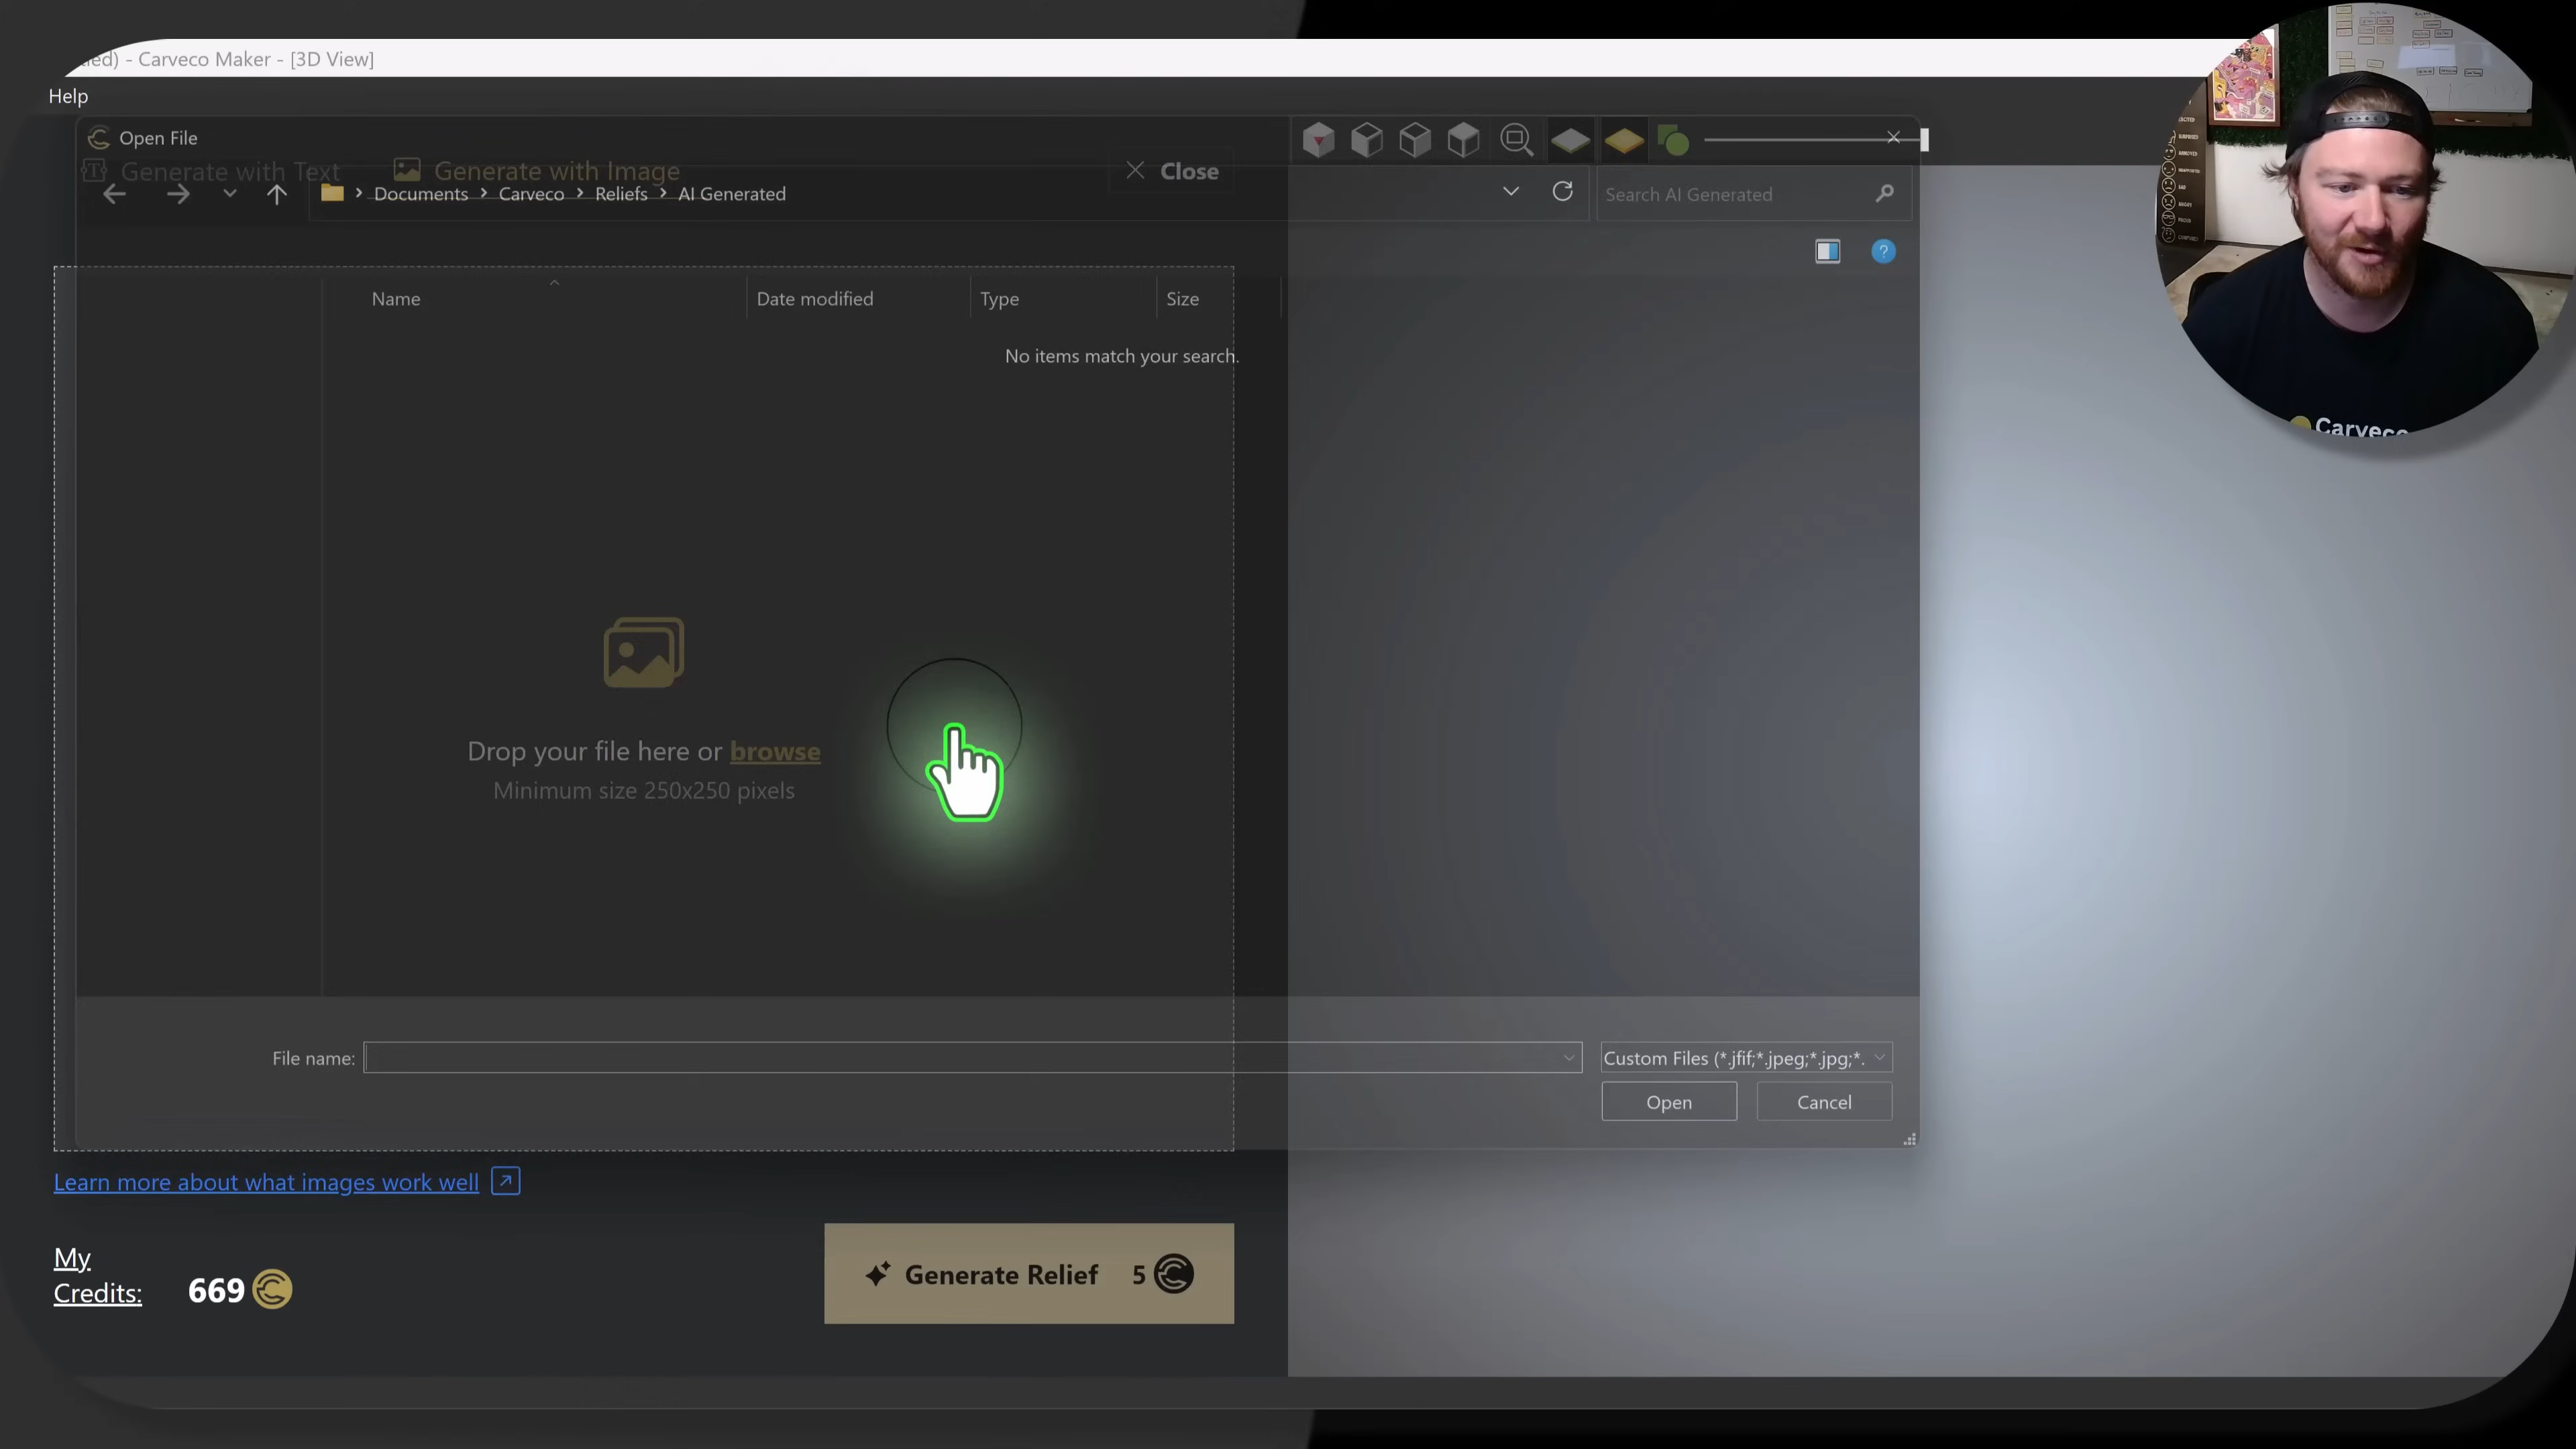 tled) - Carveco Maker - [3D View]
Help
Open File
Generate with Text
Generate with Image
Close
Documents > Carveco > Reliefs > AI Generated
Search AI Generated
Name
Date modified
Type
Size
No items match your search.
Drop your file here or browse
Minimum size 250x250 pixels
File name:
Custom Files (*.jfif;*.jpeg;*.jpg;*.
Open
Cancel
Learn more about what images work well
My
Credits:
669
Generate Relief 5
Carveco